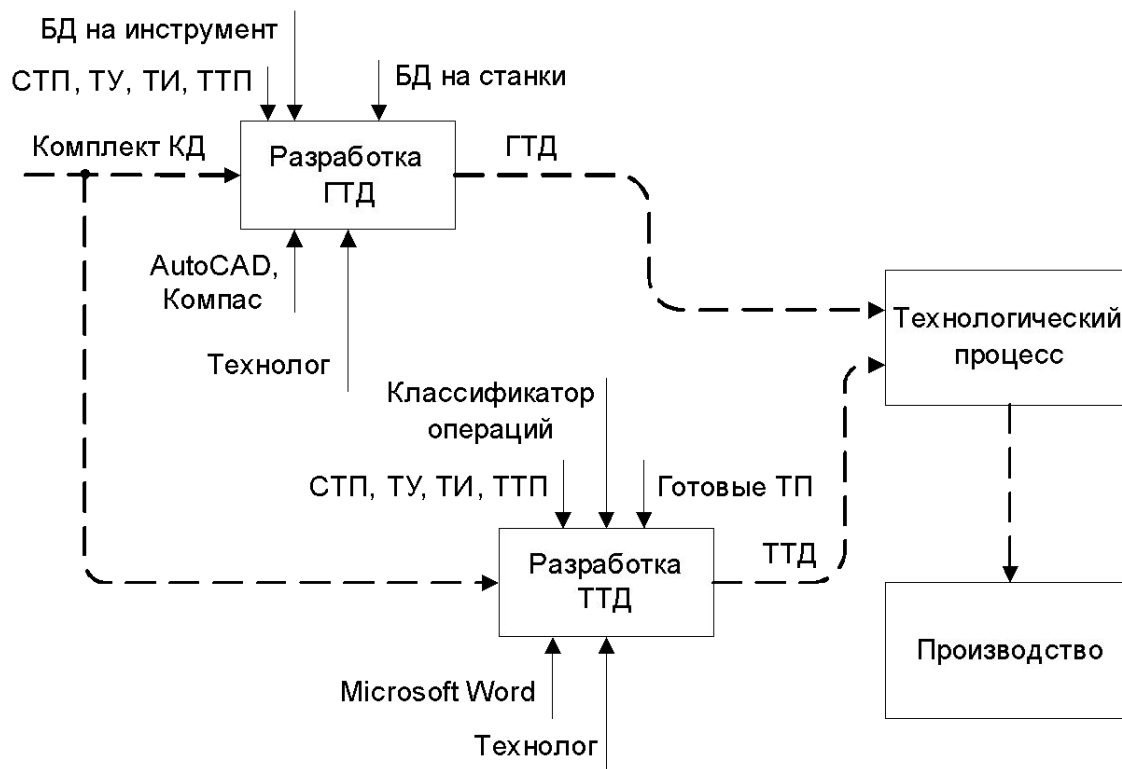 БД на инструмент
СТП, ТУ, ТИ, ТТП
БД на станки
Комплект КД
Разработка
ГТД
ГТД
AutoCAD,
Компас
Технолог
Технологический
процесс
Классификатор
операций
СТП, ТУ, ТИ, ТТП
Готовые ТП
Разработка
ТТД
ТТД
Производство
Microsoft Word
Технолог